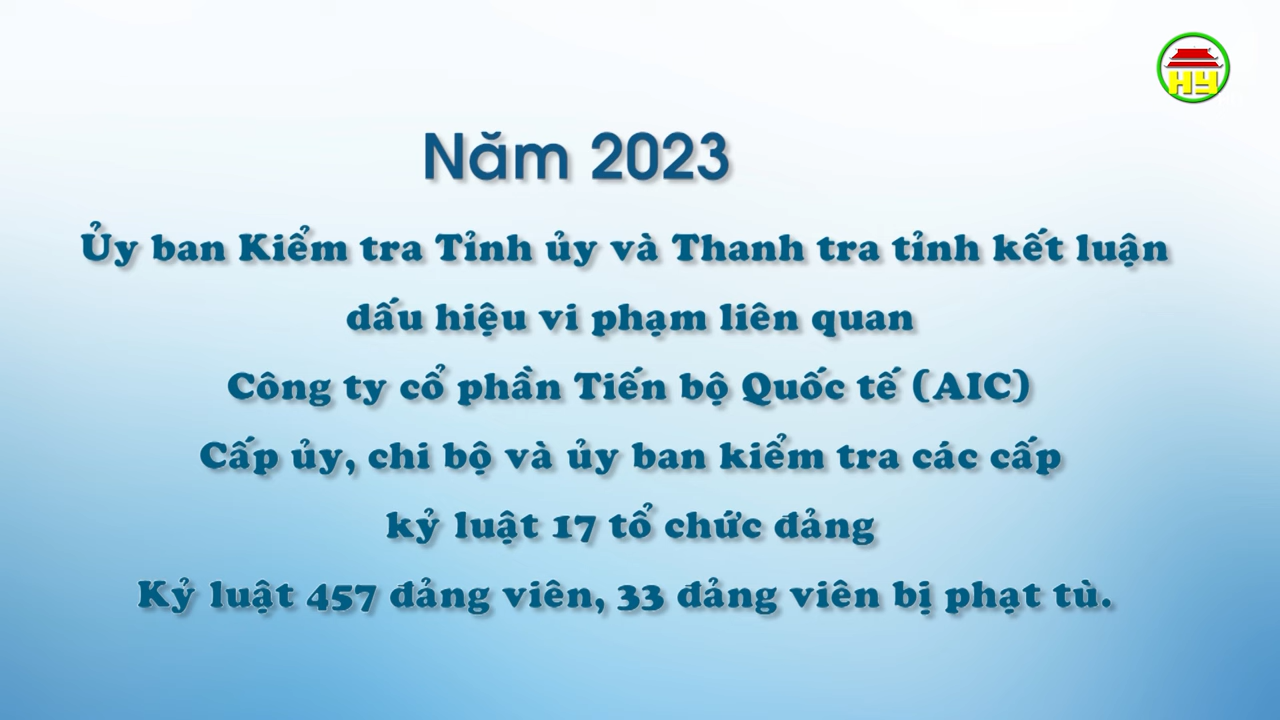 HY
Năm 2023
Ủy ban Kiểm tra Tỉnh ủy và Thanh tra tỉnh kết luận
dấu hiệu vi phạm liên quan
Công ty cổ phần Tiến bộ Quốc tế (AIC)
Cấp ủy, chi bộ và ủy ban kiểm tra các cấp
kỷ luật 17 tổ chức đảng
Kỷ luật 457 đảng viên, 33 đảng viên bị phạt tù.